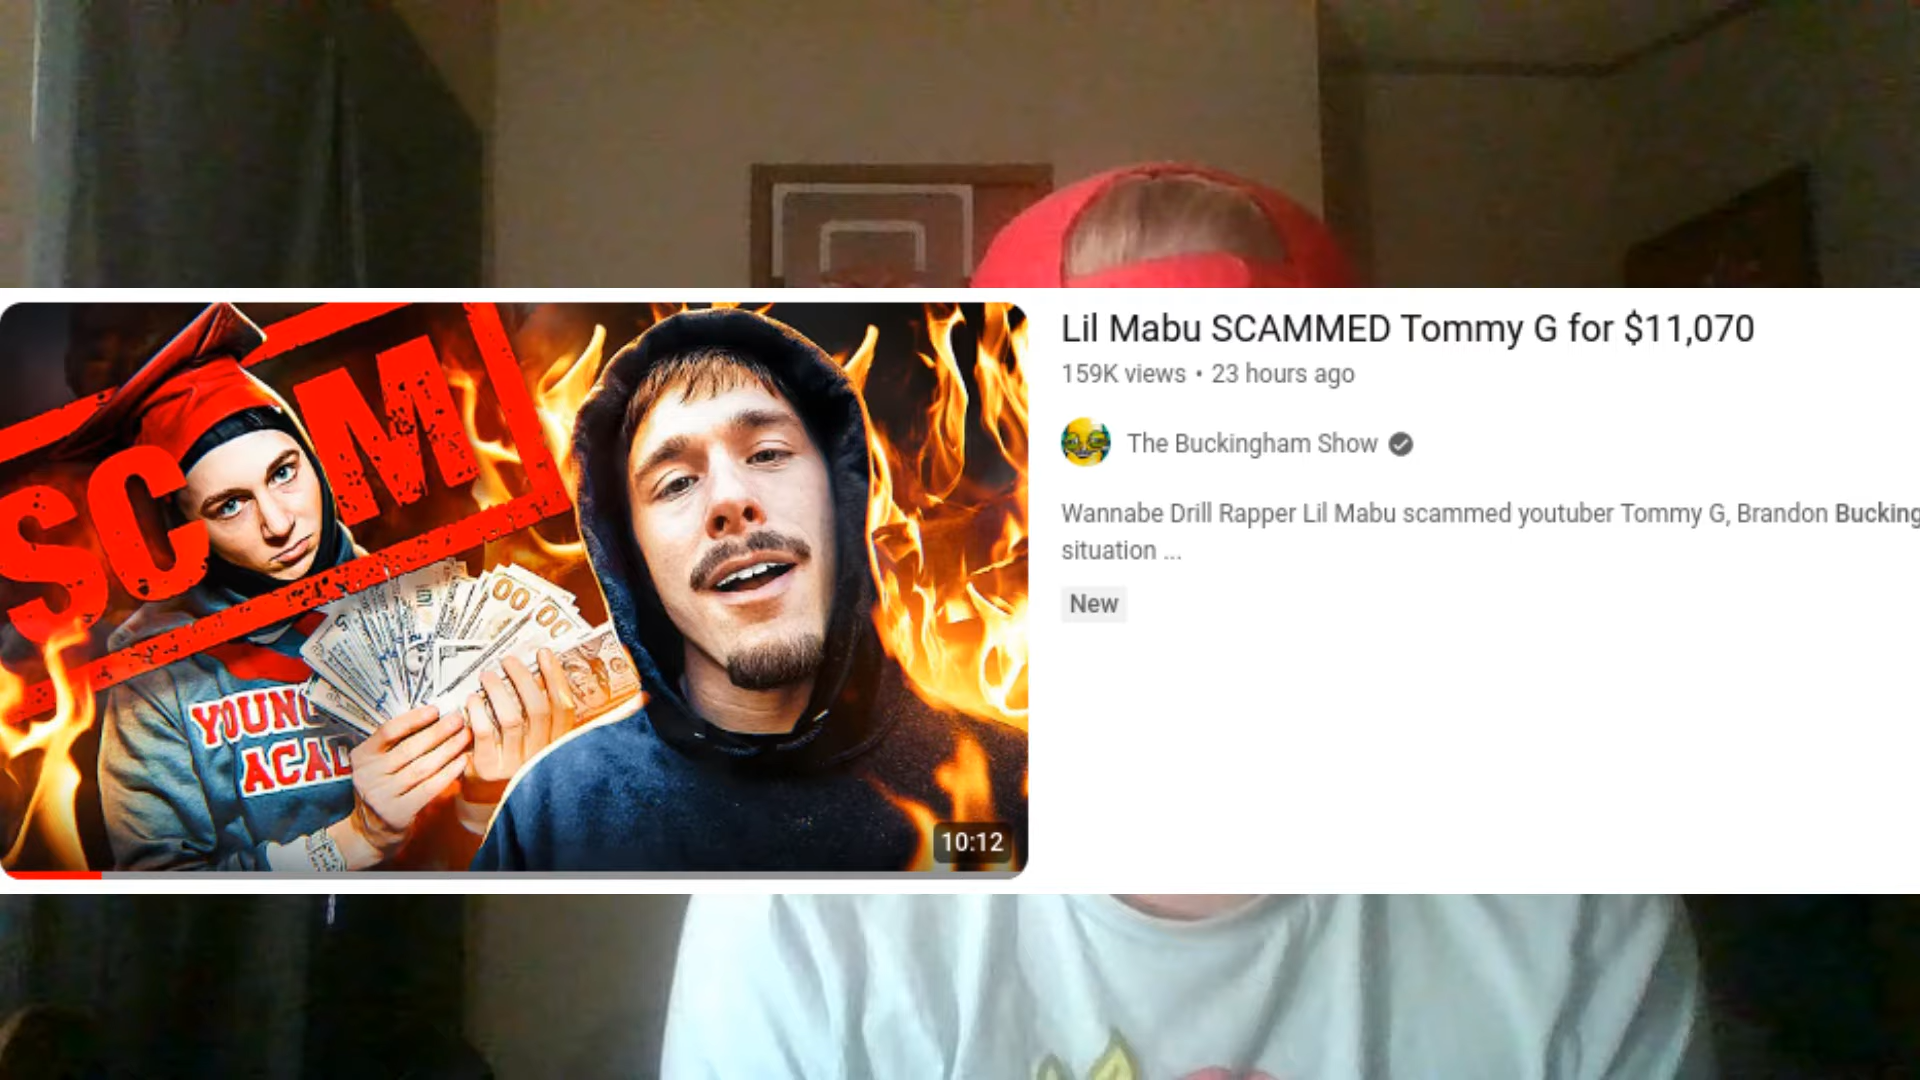 SCAM
YOUNG
ACAD
10:12
Lil Mabu SCAMMED Tommy G for $11,070
159K views • 23 hours ago
The Buckingham Show
Wannabe Drill Rapper Lil Mabu scammed youtuber Tommy G, Brandon Bucking
situation ...
New